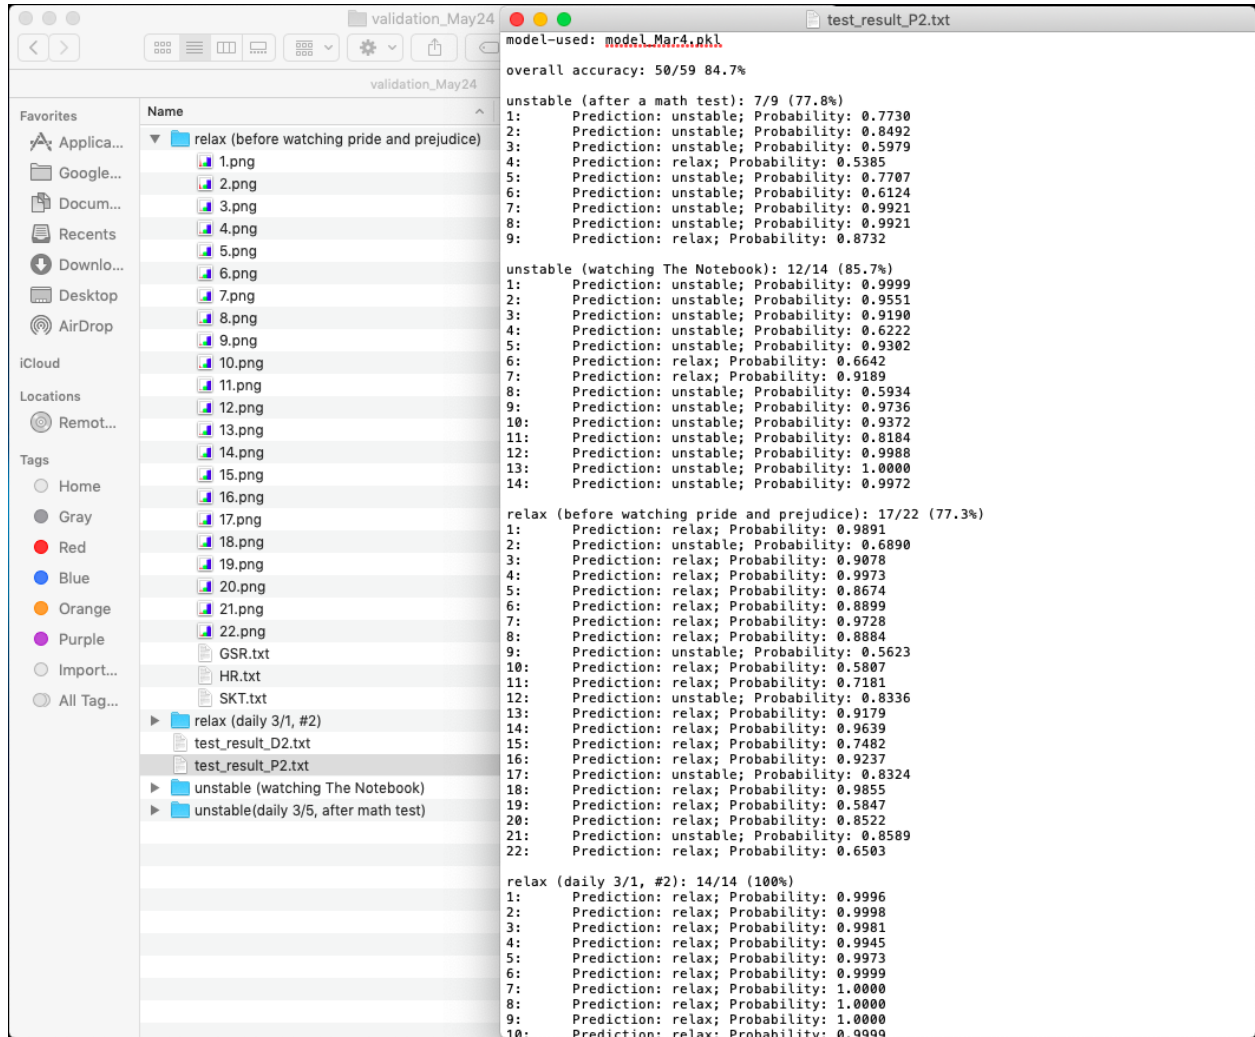 validation_May24
validation_May24
Favorites
Applica...
Google...
Docum...
Recents
Downlo...
Desktop
AirDrop
iCloud
Locations
Remot...
Tags
Home
Gray
Red
Blue
Orange
Purple
Import...
All Tag...
Name
relax (before watching pride and prejudice)
1.png
2.png
3.png
4.png
5.png
6.png
7.png
8.png
9.png
10.png
11.png
12.png
13.png
14.png
15.png
16.png
17.png
18.png
19.png
20.png
21.png
22.png
GSR.txt
HR.txt
SKT.txt
relax (daily 3/1, #2)
test_result_D2.txt
test_result_P2.txt
unstable (watching The Notebook)
unstable(daily 3/5, after math test)
test_result_P2.txt
model-used: model_Mar4.pkl
overall accuracy: 50/59 84.7%
unstable (after a math test): 7/9 (77.8%)
1: Prediction: unstable; Probability: 0.7730
2: Prediction: unstable; Probability: 0.8492
3: Prediction: unstable; Probability: 0.5979
4: Prediction: relax; Probability: 0.5385
5: Prediction: unstable; Probability: 0.7707
6: Prediction: unstable; Probability: 0.6124
7: Prediction: unstable; Probability: 0.9921
8: Prediction: unstable; Probability: 0.9921
9: Prediction: relax; Probability: 0.8732
unstable (watching The Notebook): 12/14 (85.7%)
1: Prediction: unstable; Probability: 0.9999
2: Prediction: unstable; Probability: 0.9551
3: Prediction: unstable; Probability: 0.9190
4: Prediction: unstable; Probability: 0.6222
5: Prediction: unstable; Probability: 0.9302
6: Prediction: relax; Probability: 0.6642
7: Prediction: relax; Probability: 0.9189
8: Prediction: unstable; Probability: 0.5934
9: Prediction: unstable; Probability: 0.9736
10: Prediction: unstable; Probability: 0.9372
11: Prediction: unstable; Probability: 0.8184
12: Prediction: unstable; Probability: 0.9988
13: Prediction: unstable; Probability: 1.0000
14: Prediction: unstable; Probability: 0.9972
relax (before watching pride and prejudice): 17/22 (77.3%)
1: Prediction: relax; Probability: 0.9891
2: Prediction: unstable; Probability: 0.6890
3: Prediction: relax; Probability: 0.9078
4: Prediction: relax; Probability: 0.9973
5: Prediction: relax; Probability: 0.8674
6: Prediction: relax; Probability: 0.8899
7: Prediction: relax; Probability: 0.9728
8: Prediction: relax; Probability: 0.8884
9: Prediction: unstable; Probability: 0.5623
10: Prediction: relax; Probability: 0.5807
11: Prediction: relax; Probability: 0.7181
12: Prediction: unstable; Probability: 0.8336
13: Prediction: relax; Probability: 0.9179
14: Prediction: relax; Probability: 0.9639
15: Prediction: relax; Probability: 0.7482
16: Prediction: relax; Probability: 0.9237
17: Prediction: unstable; Probability: 0.8324
18: Prediction: relax; Probability: 0.9855
19: Prediction: relax; Probability: 0.5847
20: Prediction: relax; Probability: 0.8522
21: Prediction: unstable; Probability: 0.8589
22: Prediction: relax; Probability: 0.6503
relax (daily 3/1, #2): 14/14 (100%)
1: Prediction: relax; Probability: 0.9996
2: Prediction: relax; Probability: 0.9998
3: Prediction: relax; Probability: 0.9981
4: Prediction: relax; Probability: 0.9945
5: Prediction: relax; Probability: 0.9973
6: Prediction: relax; Probability: 0.9999
7: Prediction: relax; Probability: 1.0000
8: Prediction: relax; Probability: 1.0000
9: Prediction: relax; Probability: 1.0000
10: Prediction: relax; Probability: 0.9999